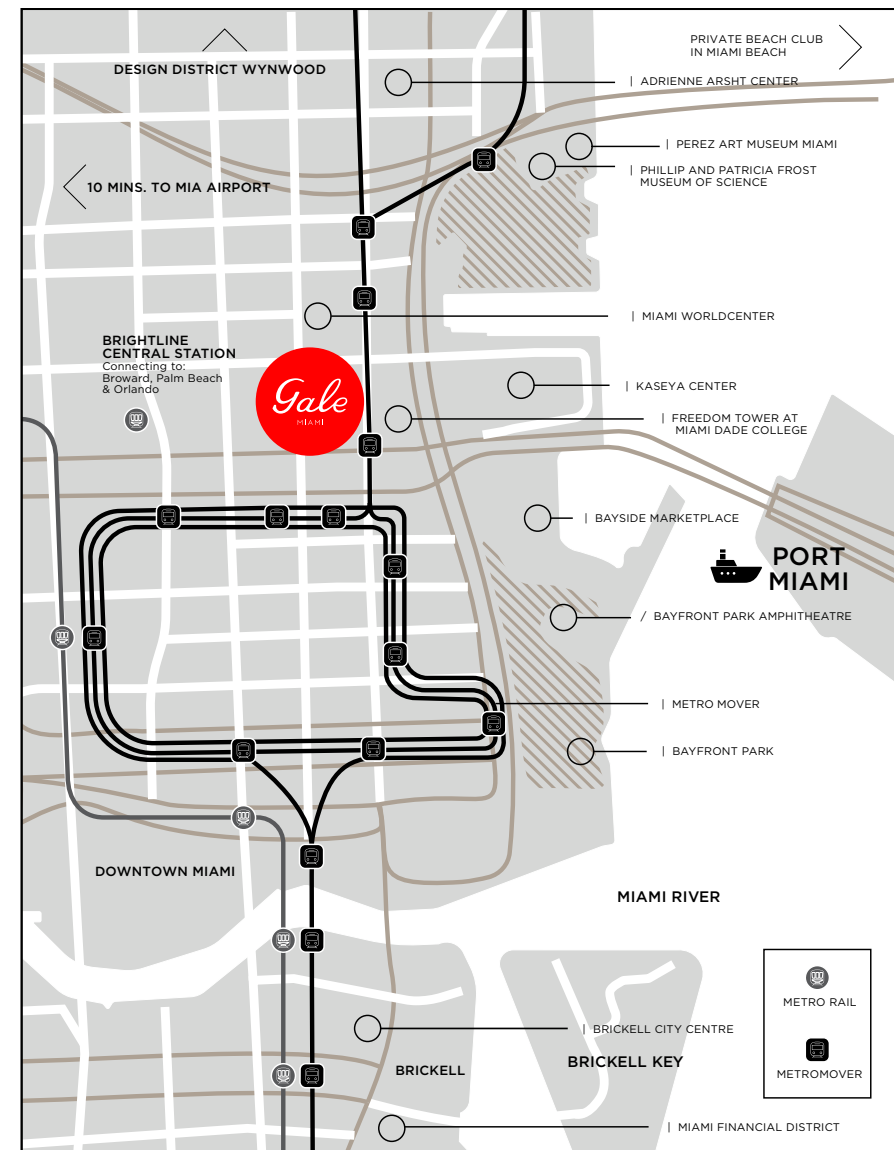 PRIVATE BEACH CLUB
IN MIAMI BEACH
DESIGN DISTRICT WYNWOOD
| ADRIENNE ARSHT CENTER
| PEREZ ART MUSEUM MIAMI
| PHILLIP AND PATRICIA FROST
MUSEUM OF SCIENCE
10 MINS. TO MIA AIRPORT
| MIAMI WORLDCENTER
BRIGHTLINE
CENTRAL STATION
Connecting to:
Broward, Palm Beach
& Orlando
Gale
MIAMI
| KASEYA CENTER
| FREEDOM TOWER AT
MIAMI DADE COLLEGE
| BAYSIDE MARKETPLACE
PORT
MIAMI
/ BAYFRONT PARK AMPHITHEATRE
| METRO MOVER
| BAYFRONT PARK
DOWNTOWN MIAMI
MIAMI RIVER
METRO RAIL
| BRICKELL CITY CENTRE
BRICKELL
BRICKELL KEY
METROMOVER
| MIAMI FINANCIAL DISTRICT